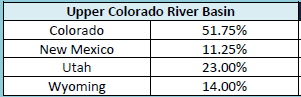 Upper Colorado River Basin
Colorado 51.75%
New Mexico 11.25%
Utah 23.00%
Wyoming 14.00%